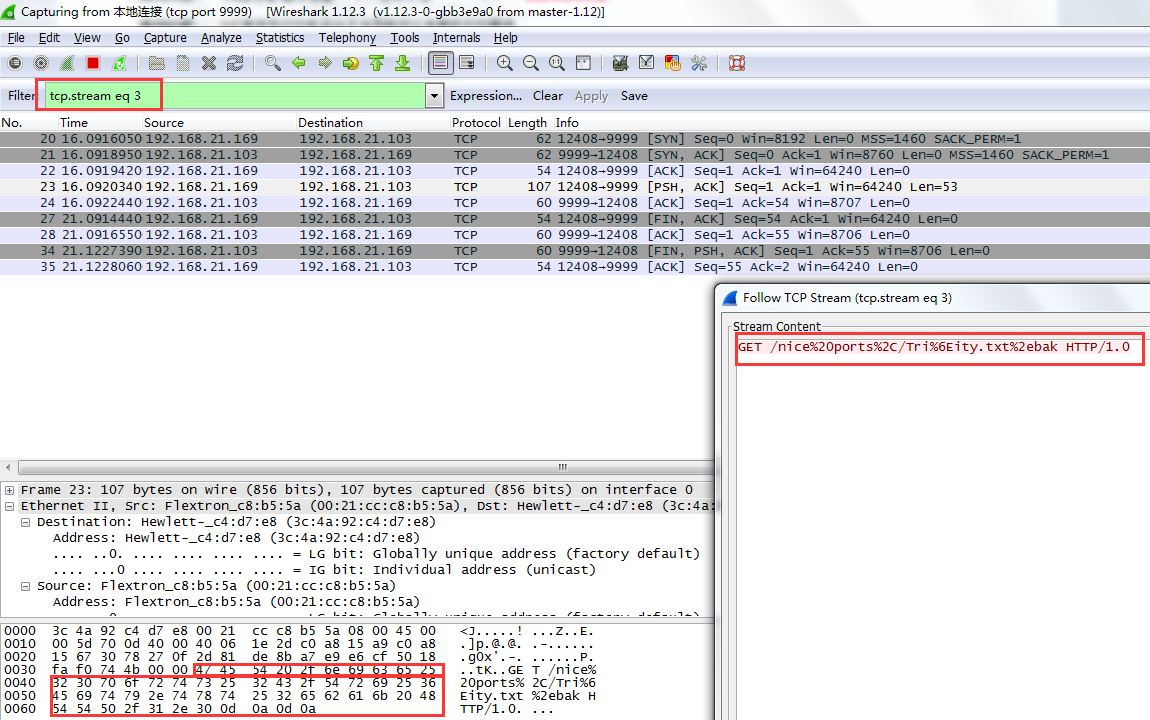 Capturing from 本地连接 (tcp port 9999)    [Wireshark 1.12.3  (v1.12.3-0-gbb3e9a0 from master-1.12)]
File Edit View Go Capture Analyze Statistics Telephony Tools Internals Help
Filter: tcp.stream eq 3 Expression... Clear Apply Save
No. Time Source Destination Protocol Length Info
20 16.0916050 192.168.21.169 192.168.21.103 TCP 62 12408→9999 [SYN] Seq=0 Win=8192 Len=0 MSS=1460 SACK_PERM=1
21 16.0918950 192.168.21.169 192.168.21.103 TCP 62 9999→12408 [SYN, ACK] Seq=0 Ack=1 Win=8760 Len=0 MSS=1460 SACK_PERM=1
22 16.0919420 192.168.21.169 192.168.21.103 TCP 54 12408→9999 [ACK] Seq=1 Ack=1 Win=64240 Len=0
23 16.0920340 192.168.21.169 192.168.21.103 TCP 107 12408→9999 [PSH, ACK] Seq=1 Ack=1 Win=64240 Len=53
24 16.0922440 192.168.21.169 192.168.21.103 TCP 60 9999→12408 [ACK] Seq=1 Ack=54 Win=8707 Len=0
27 21.0914440 192.168.21.169 192.168.21.103 TCP 54 12408→9999 [FIN, ACK] Seq=54 Ack=1 Win=64240 Len=0
28 21.0916550 192.168.21.169 192.168.21.103 TCP 60 9999→12408 [ACK] Seq=1 Ack=55 Win=8706 Len=0
34 21.1227390 192.168.21.169 192.168.21.103 TCP 60 9999→12408 [FIN, PSH, ACK] Seq=1 Ack=55 Win=8706 Len=0
35 21.1228060 192.168.21.169 192.168.21.103 TCP 54 12408→9999 [ACK] Seq=55 Ack=2 Win=64240 Len=0
Follow TCP Stream (tcp.stream eq 3)
Stream Content
GET /nice%20ports%2C/Tri%6Eity.txt%2ebak HTTP/1.0
Frame 23: 107 bytes on wire (856 bits), 107 bytes captured (856 bits) on interface 0
Ethernet II, Src: Flextron_c8:b5:5a (00:21:cc:c8:b5:5a), Dst: Hewlett-_c4:d7:e8 (3c:4a:
Destination: Hewlett-_c4:d7:e8 (3c:4a:92:c4:d7:e8)
Address: Hewlett-_c4:d7:e8 (3c:4a:92:c4:d7:e8)
.... ..0. .... .... .... .... = LG bit: Globally unique address (factory default)
.... ...0 .... .... .... .... = IG bit: Individual address (unicast)
Source: Flextron_c8:b5:5a (00:21:cc:c8:b5:5a)
Address: Flextron_c8:b5:5a (00:21:cc:c8:b5:5a)
0000 3c 4a 92 c4 d7 e8 00 21 cc c8 b5 5a 08 00 45 00 <J.....! ...Z..E.
0010 00 5d 70 0d 40 00 40 06 1e 2d c0 a8 15 a9 c0 a8 .]p.@.@. .-......
0020 15 67 30 78 27 0f 2d 81 de 8b a7 e9 e6 cf 50 18 .g0x'.-. ......P.
0030 fa f0 74 4b 00 00 47 45 54 20 2f 6e 69 63 65 25 ..tK..GE T /nice%
0040 32 30 70 6f 72 74 73 25 32 43 2f 54 72 69 25 36 20ports% 2C/Tri%6
0050 45 69 74 79 2e 74 78 74 25 32 65 62 61 6b 20 48 Eity.txt %2ebak H
0060 54 54 50 2f 31 2e 30 0d 0a 0d 0a TTP/1.0. ...